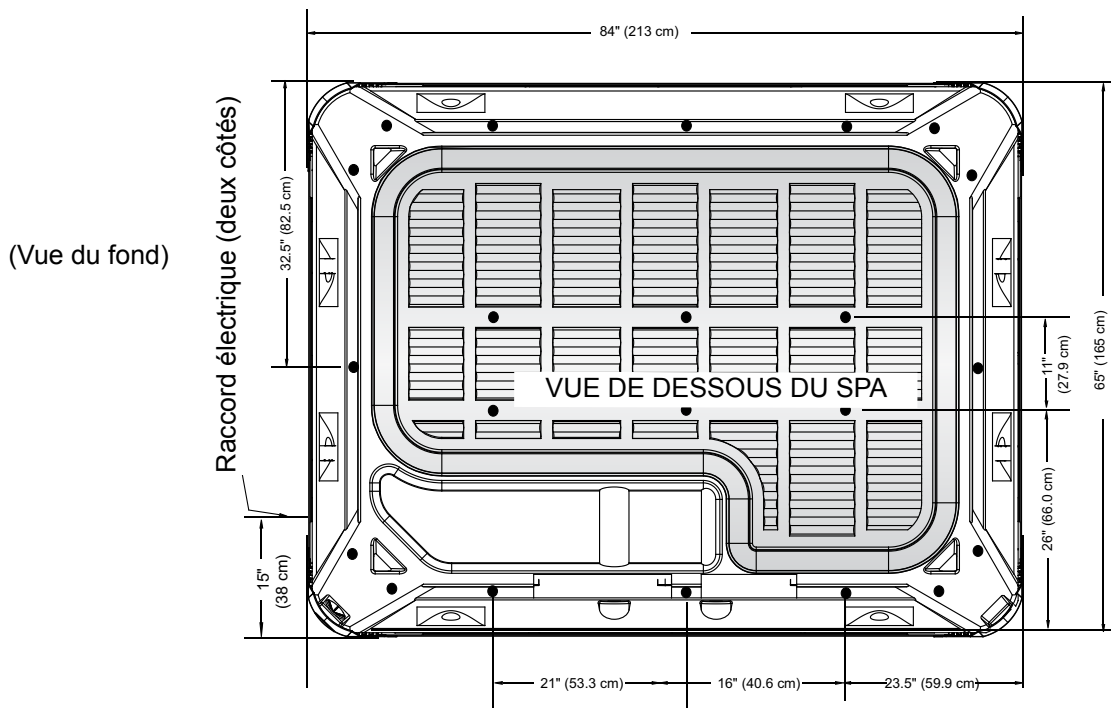 84" (213 cm)
Raccord électrique (deux côtés)
32.5" (82.5 cm)
(Vue du fond)
VUE DE DESSOUS DU SPA
11"
(27.9 cm)
65" (165 cm)
26" (66.0 cm)
15"
(38 cm)
21" (53.3 cm)
16" (40.6 cm)
23.5" (59.9 cm)